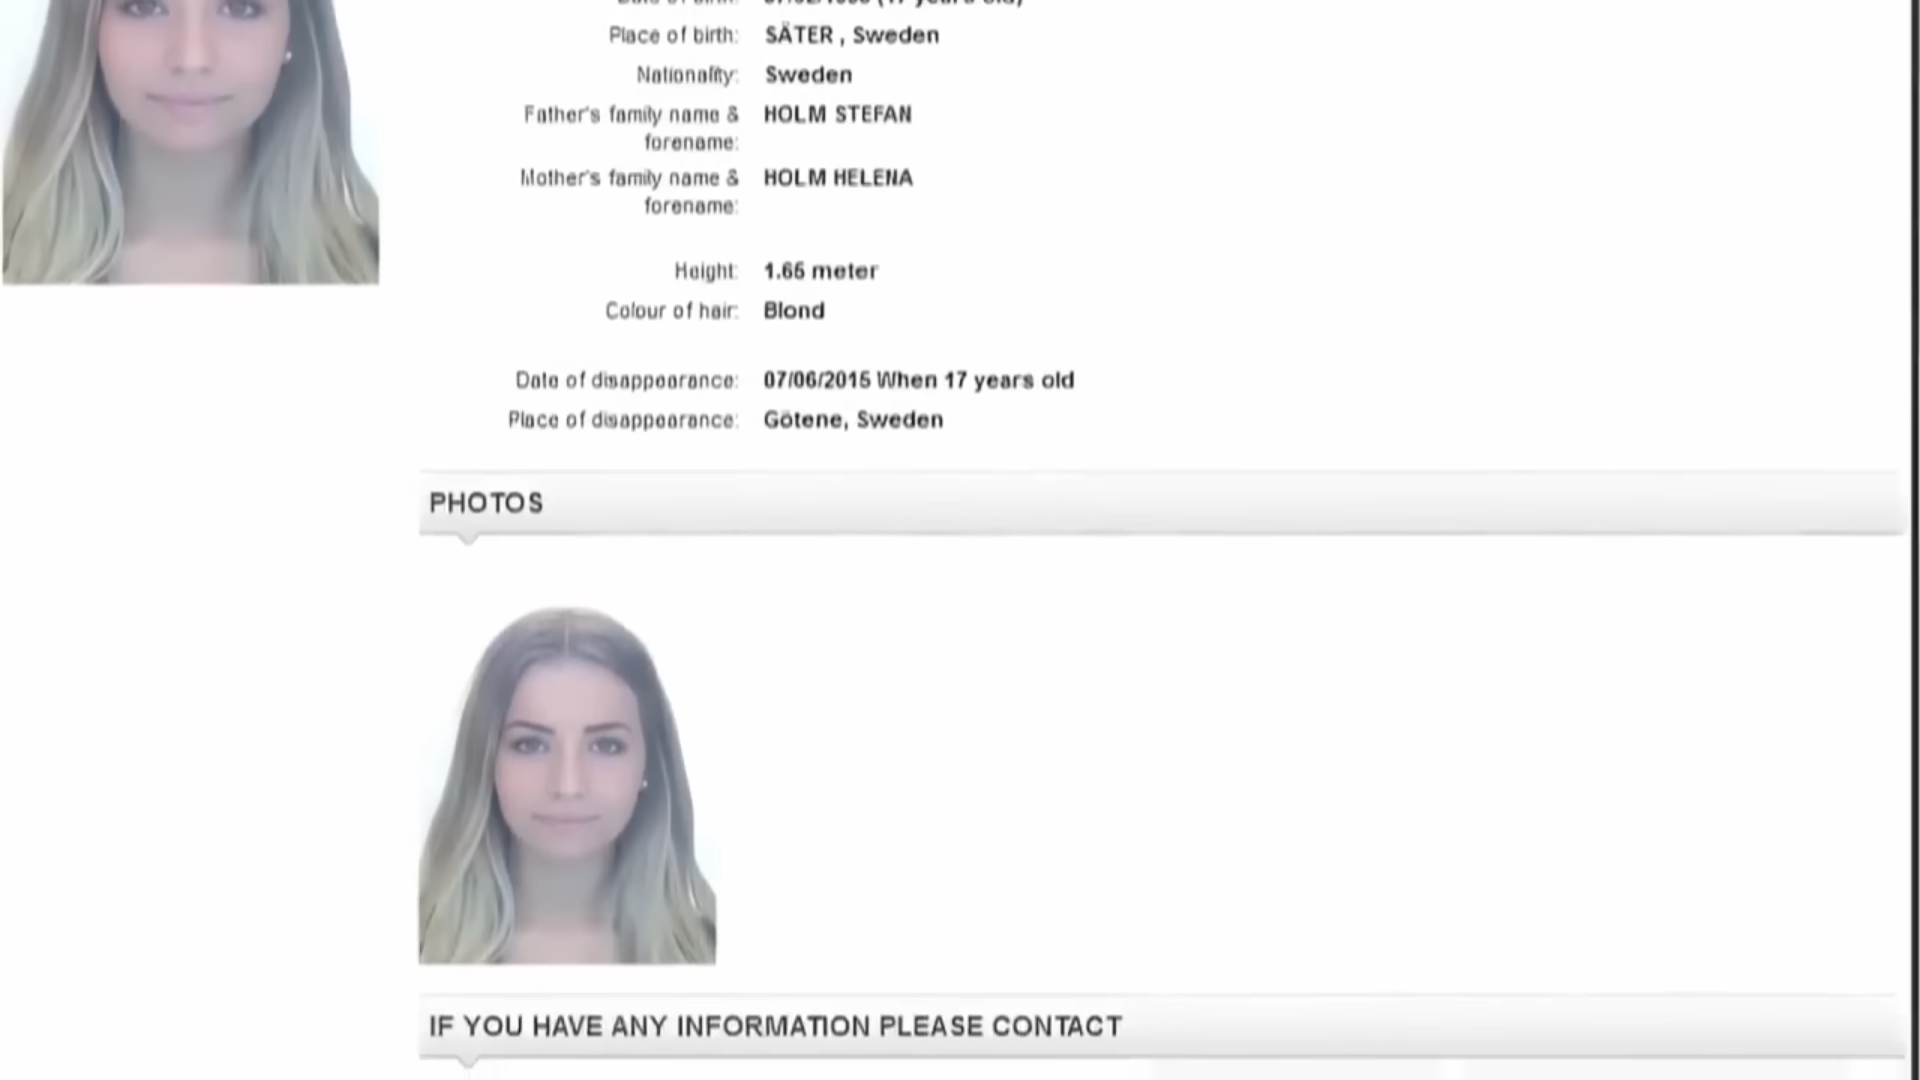 Place of birth: SÄTER , Sweden
Nationality: Sweden
Father's family name & HOLM STEFAN
forename:
Mother's family name & HOLM HELENA
forename:
Height: 1.65 meter
Colour of hair: Blond
Date of disappearance: 07/06/2015 When 17 years old
Place of disappearance: Götene, Sweden
PHOTOS
IF YOU HAVE ANY INFORMATION PLEASE CONTACT